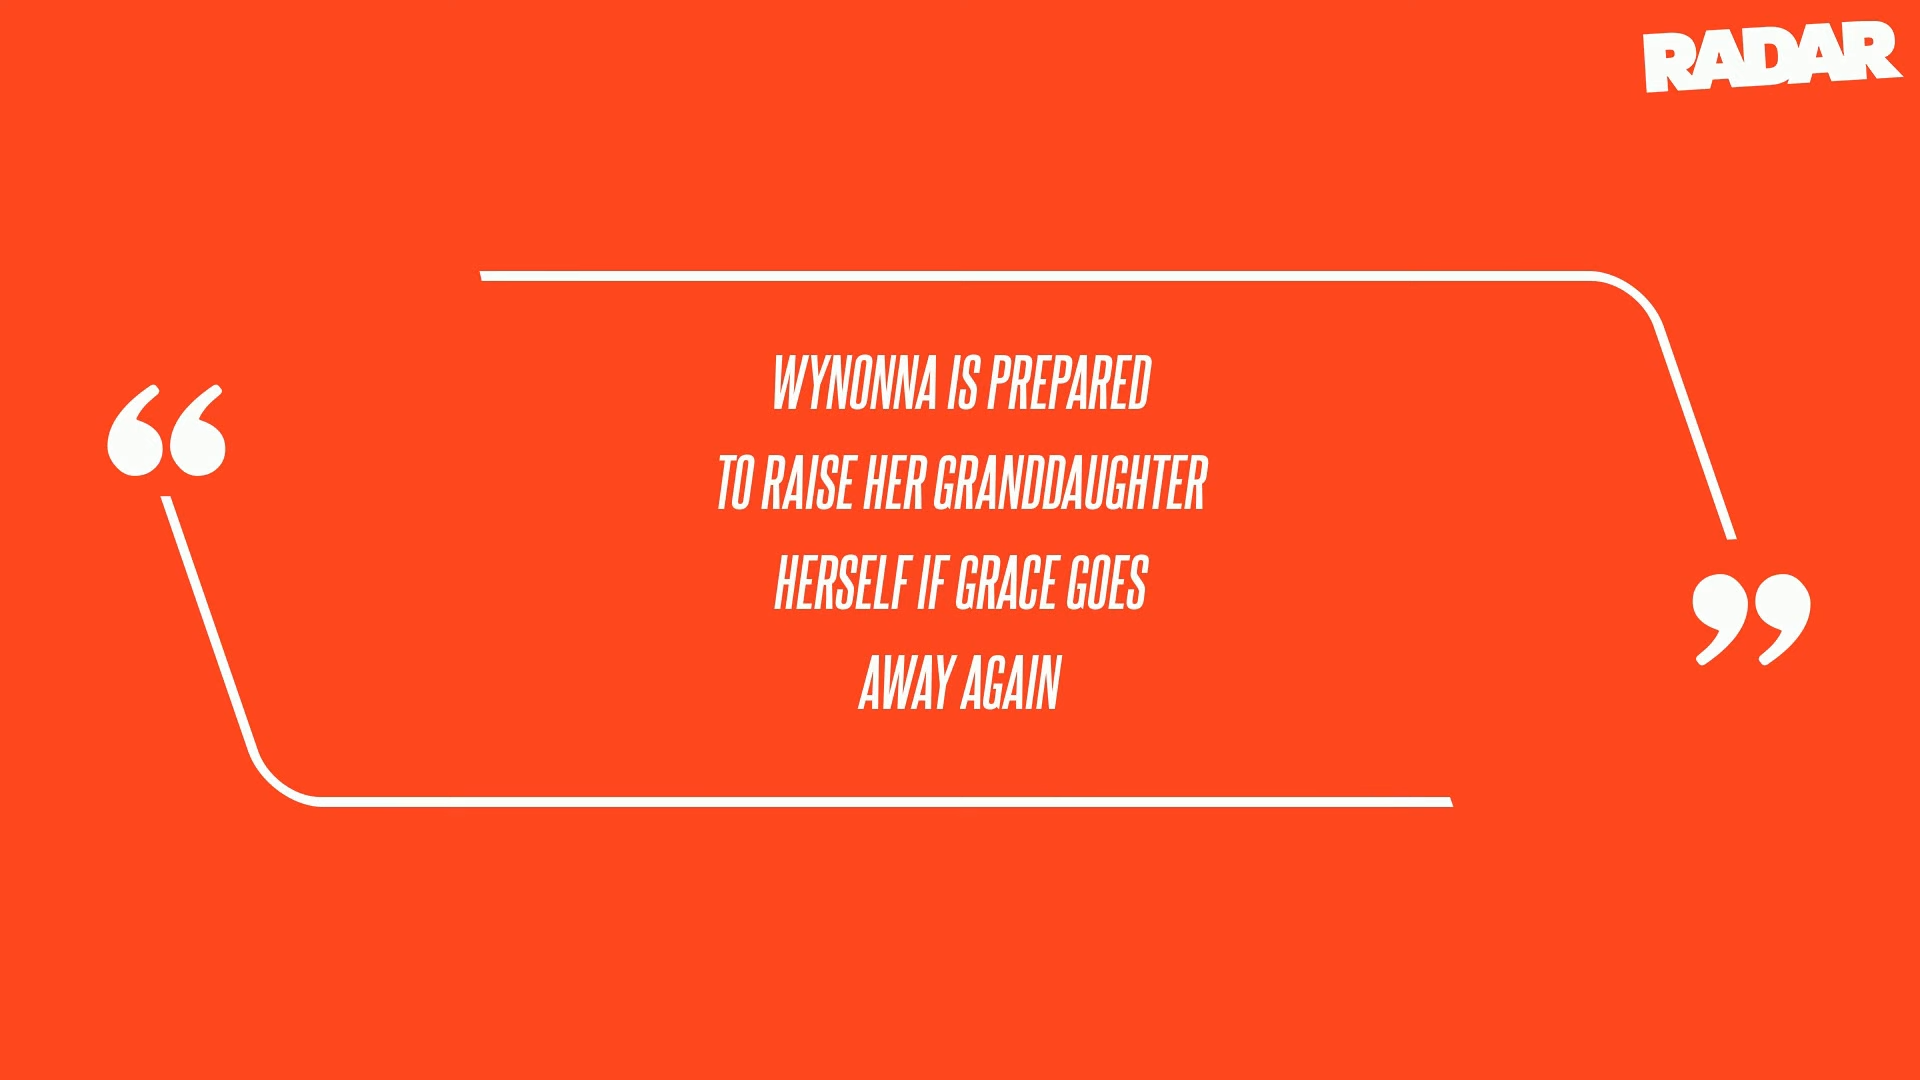 RADAR
“
WYNONNA IS PREPARED
TO RAISE HER GRANDDAUGHTER
HERSELF IF GRACE GOES
AWAY AGAIN
”